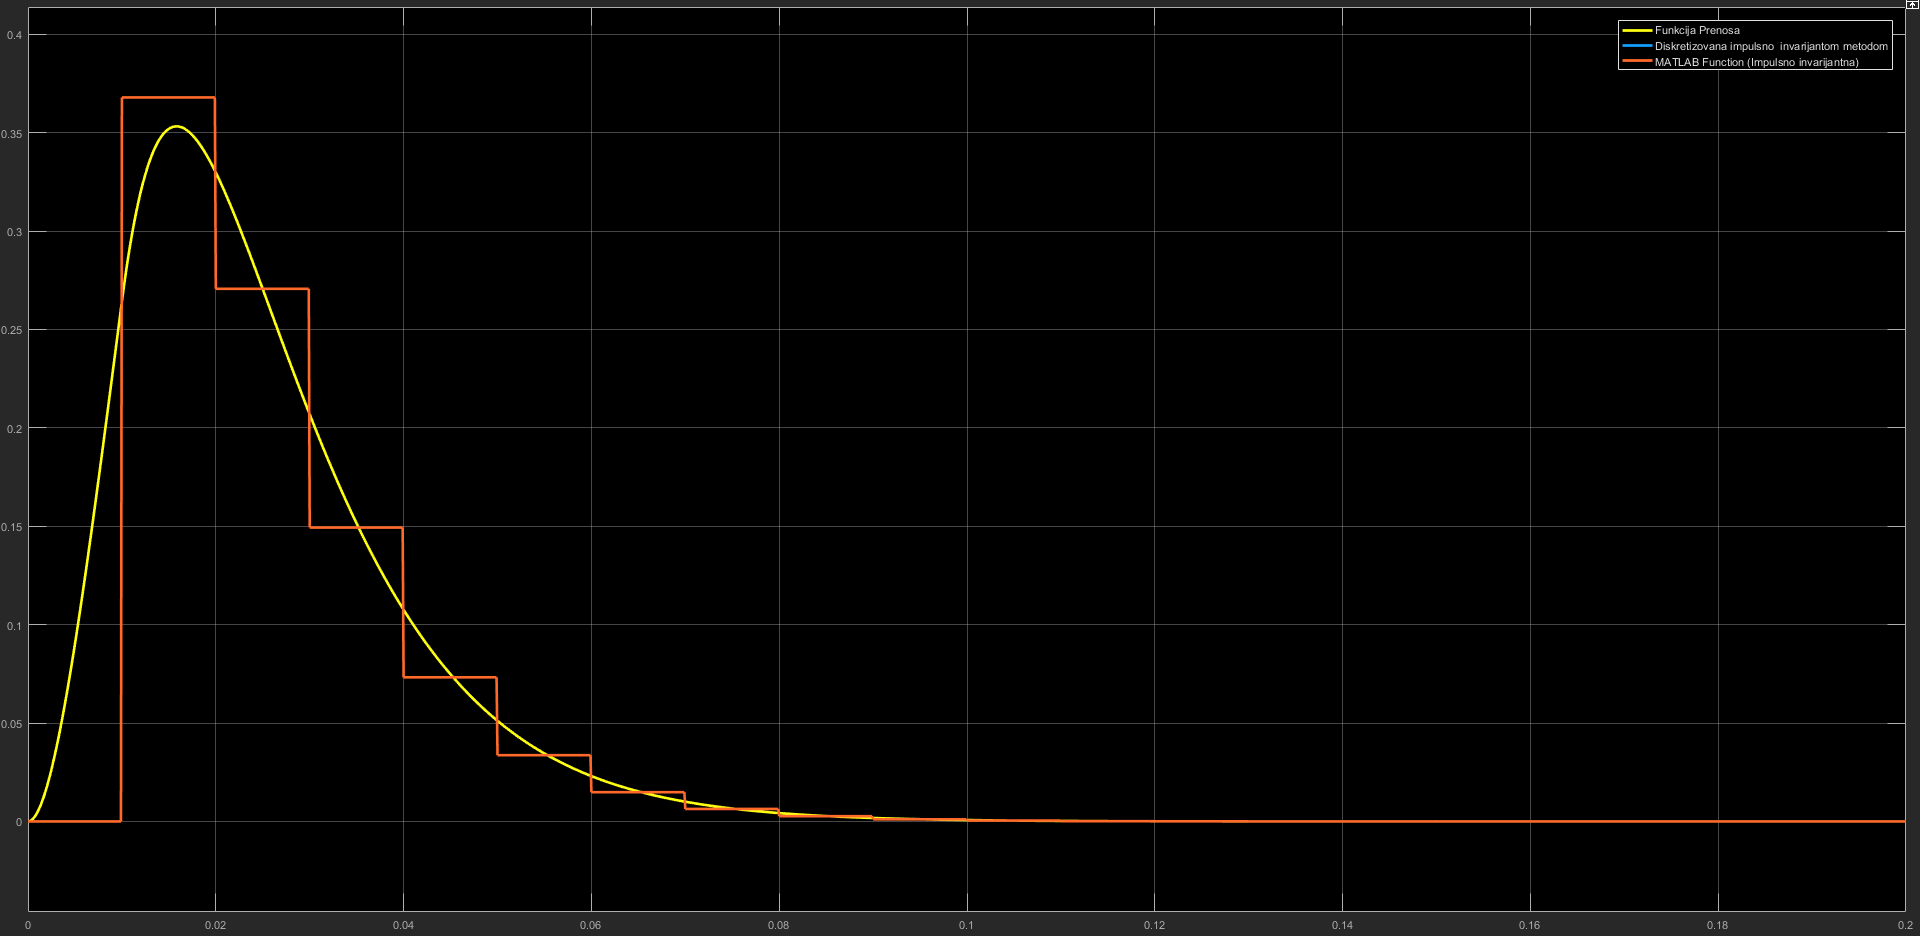 Funkcija Prenosa
Diskretizovana impulsno  invarijantom metodom
MATLAB Function (Impulsno invarijantna)
0.4
0.35
0.3
0.25
0.2
0.15
0.1
0.05
0
0 0.02 0.04 0.06 0.08 0.1 0.12 0.14 0.16 0.18 0.2